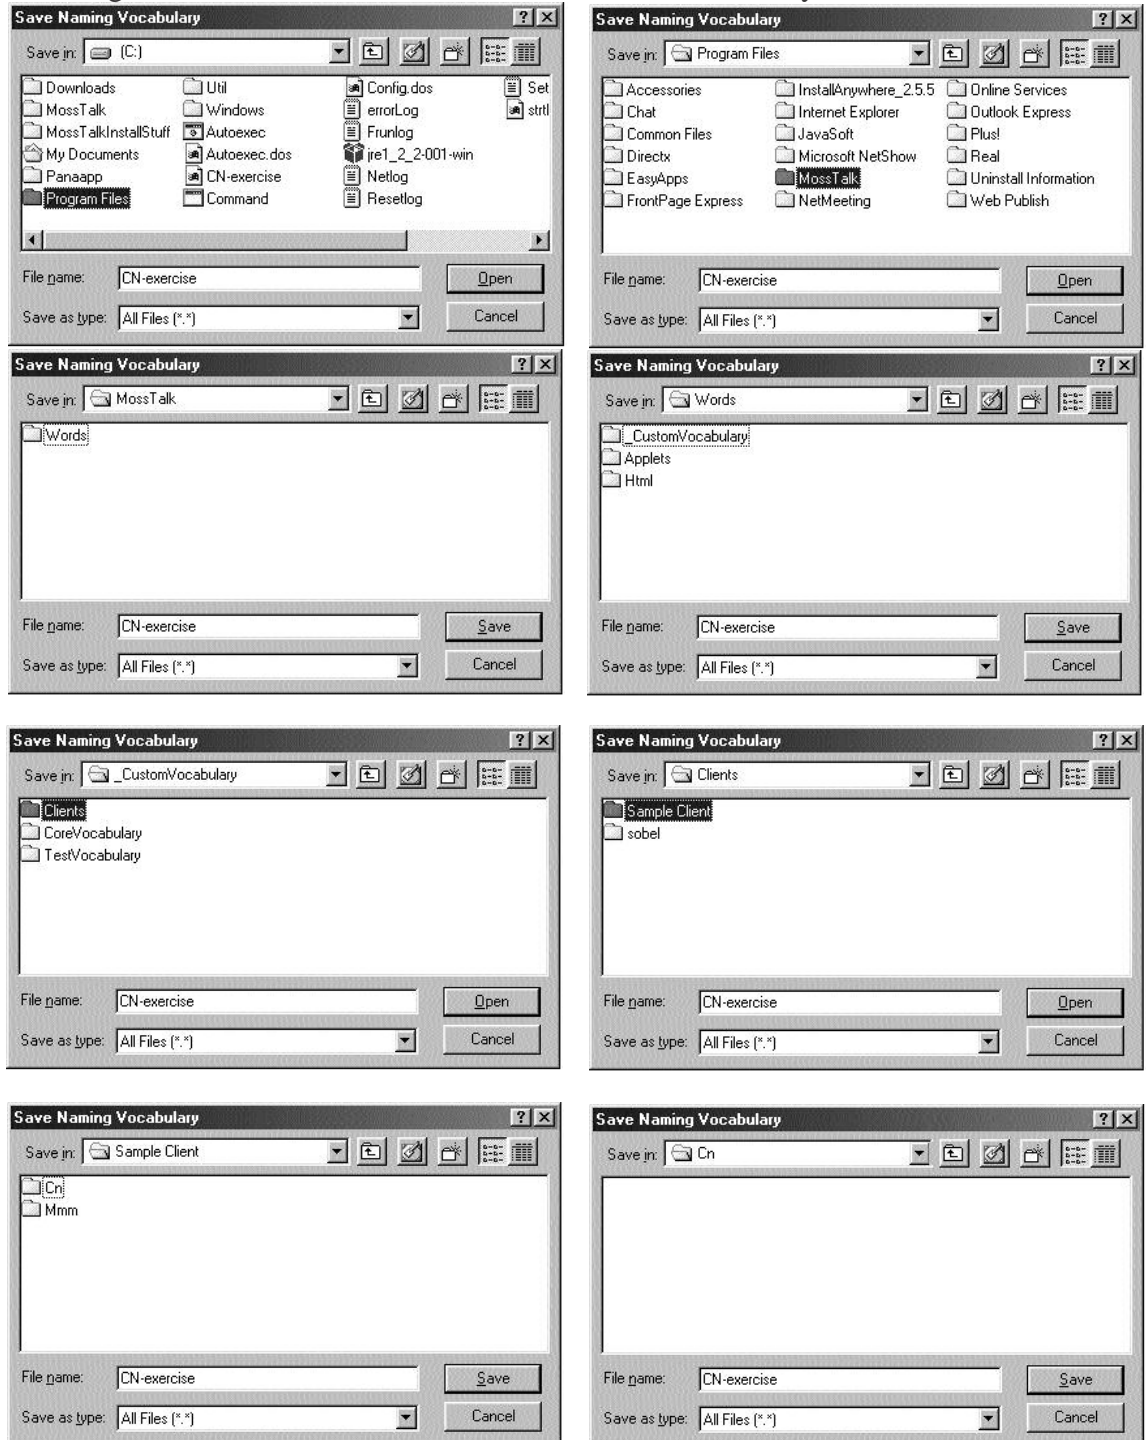 Save Naming Vocabulary
Save in: (C:)
Downloads Util Config.dos Set
MossTalk Windows errorLog strtl
MossTalkInstallStuff Autoexec Frunlog
My Documents Autoexec.dos jre1_2_2-001-win
Panaapp CN-exercise Netlog
Program Files Command Resetlog
File name: CN-exercise Open
Save as type: All Files (*.*) Cancel
Save Naming Vocabulary
Save in: Program Files
Accessories InstallAnywhere_2.5.5 Online Services
Chat Internet Explorer Outlook Express
Common Files JavaSoft Plus!
Directx Microsoft NetShow Real
EasyApps MossTalk Uninstall Information
FrontPage Express NetMeeting Web Publish
File name: CN-exercise Open
Save as type: All Files (*.*) Cancel
Save Naming Vocabulary
Save in: MossTalk
Words
File name: CN-exercise Save
Save as type: All Files (*.*) Cancel
Save Naming Vocabulary
Save in: Words
_CustomVocabulary
Applets
Html
File name: CN-exercise Save
Save as type: All Files (*.*) Cancel
Save Naming Vocabulary
Save in: _CustomVocabulary
Clients
CoreVocabulary
TestVocabulary
File name: CN-exercise Open
Save as type: All Files (*.*) Cancel
Save Naming Vocabulary
Save in: Clients
Sample Client
sobel
File name: CN-exercise Open
Save as type: All Files (*.*) Cancel
Save Naming Vocabulary
Save in: Sample Client
Cn
Mmm
File name: CN-exercise Save
Save as type: All Files (*.*) Cancel
Save Naming Vocabulary
Save in: Cn
File name: CN-exercise Save
Save as type: All Files (*.*) Cancel